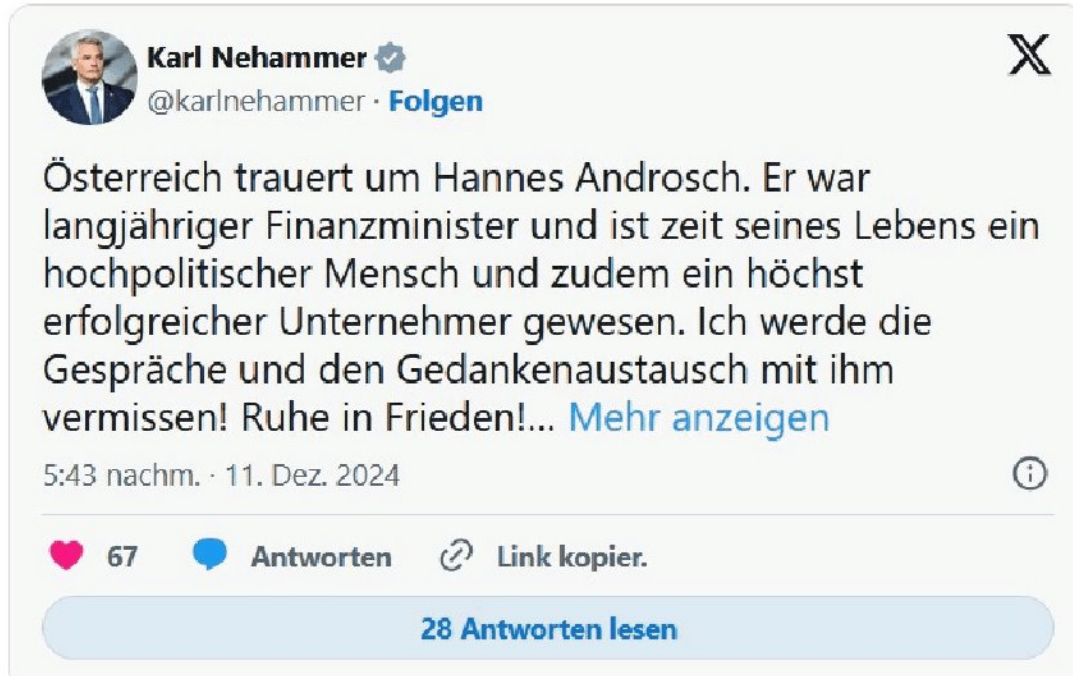 Karl Nehammer
@karlnehammer · Folgen
Österreich trauert um Hannes Androsch. Er war
langjähriger Finanzminister und ist zeit seines Lebens ein
hochpolitischer Mensch und zudem ein höchst
erfolgreicher Unternehmer gewesen. Ich werde die
Gespräche und den Gedankenaustausch mit ihm
vermissen! Ruhe in Frieden!... Mehr anzeigen
5:43 nachm. · 11. Dez. 2024
67 Antworten Link kopier.
28 Antworten lesen